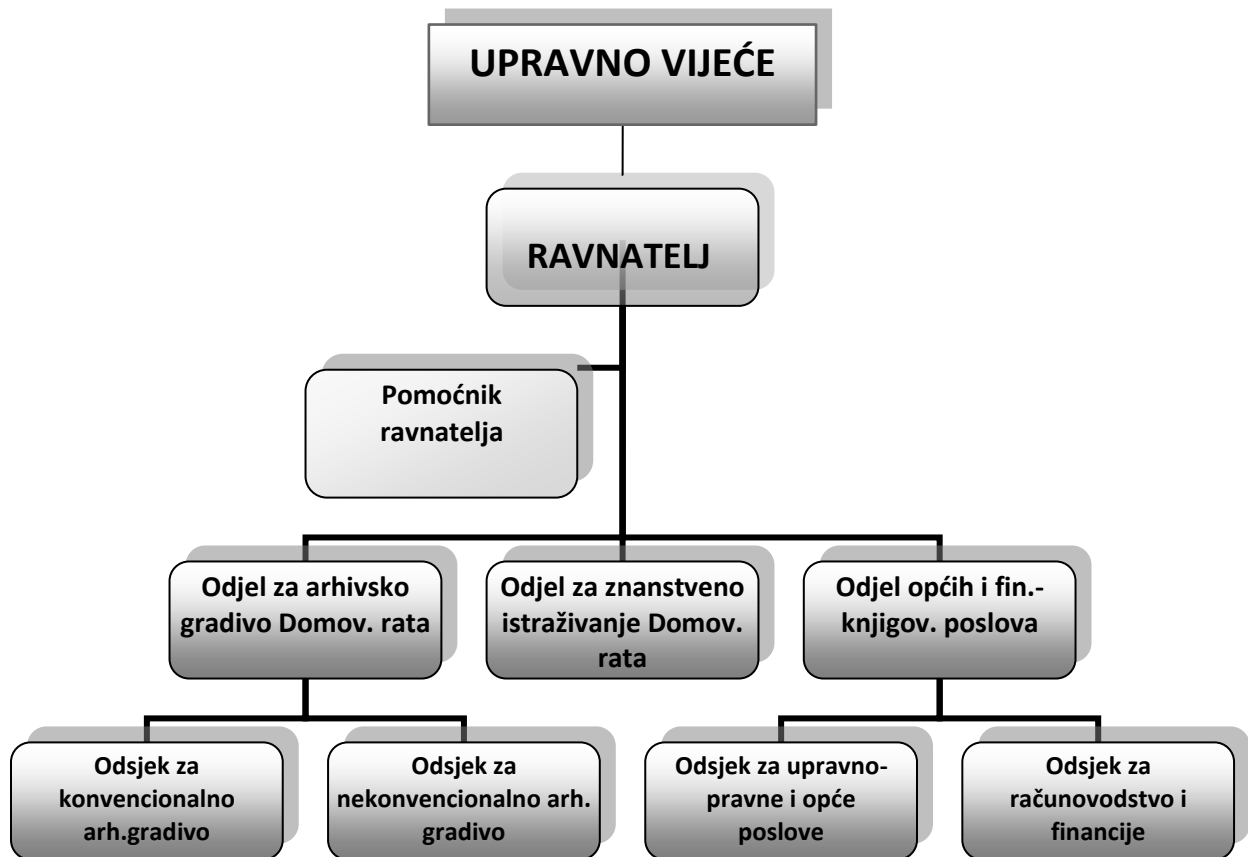 UPRAVNO VIJEĆE
RAVNATELJ
Pomoćnik
ravnatelja
Odjel za arhivsko
gradivo Domov. rata
Odjel za znanstveno
istraživanje Domov.
rata
Odjel općih i fin.-
knjigov. poslova
Odsjek za
konvencionalno
arh.gradivo
Odsjek za
nekonvencionalno arh.
gradivo
Odsjek za upravno-
pravne i opće
poslove
Odsjek za
računovodstvo i
financije